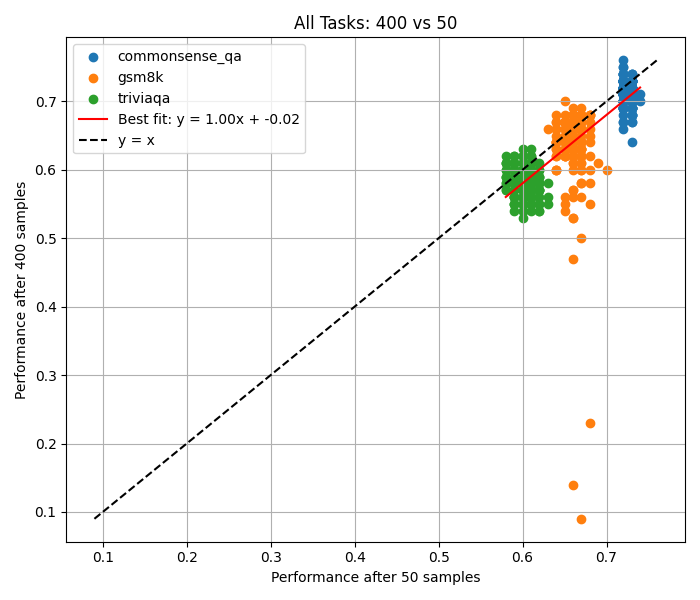 All Tasks: 400 vs 50
commonsense_qa
gsm8k
triviaqa
Best fit: y = 1.00x + -0.02
y = x
Performance after 400 samples
0.7
0.6
0.5
0.4
0.3
0.2
0.1
0.1 0.2 0.3 0.4 0.5 0.6 0.7
Performance after 50 samples